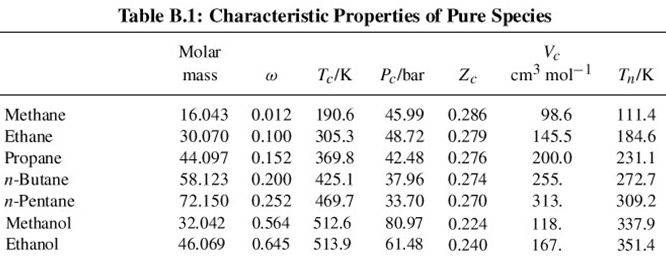 Table B.1: Characteristic Properties of Pure Species
Molar V_c
mass ω T_c/K P_c/bar Z_c cm³ mol⁻¹ T_n/K
Methane 16.043 0.012 190.6 45.99 0.286 98.6 111.4
Ethane 30.070 0.100 305.3 48.72 0.279 145.5 184.6
Propane 44.097 0.152 369.8 42.48 0.276 200.0 231.1
n-Butane 58.123 0.200 425.1 37.96 0.274 255. 272.7
n-Pentane 72.150 0.252 469.7 33.70 0.270 313. 309.2
Methanol 32.042 0.564 512.6 80.97 0.224 118. 337.9
Ethanol 46.069 0.645 513.9 61.48 0.240 167. 351.4